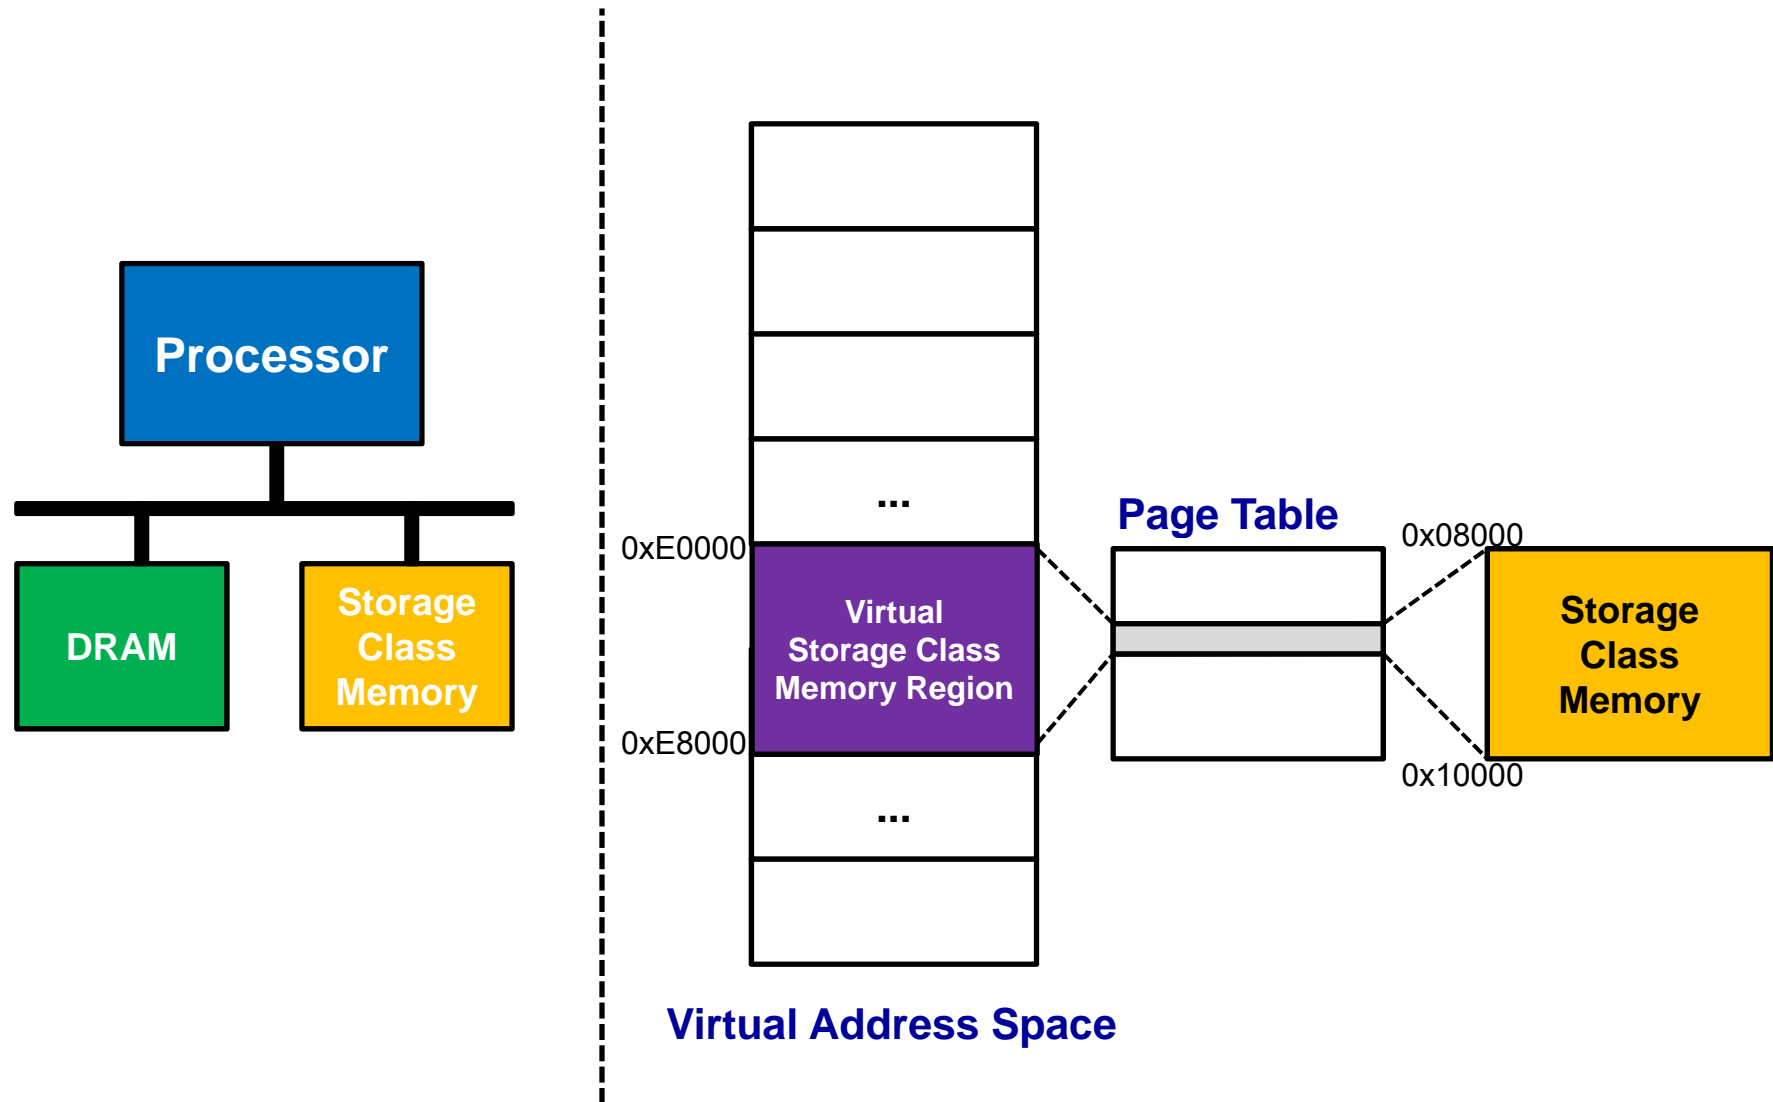 Processor
DRAM
Storage
Class
Memory
...
0xE0000
Virtual
Storage Class
Memory Region
0xE8000
...
Virtual Address Space
Page Table
0x08000
Storage
Class
Memory
0x10000